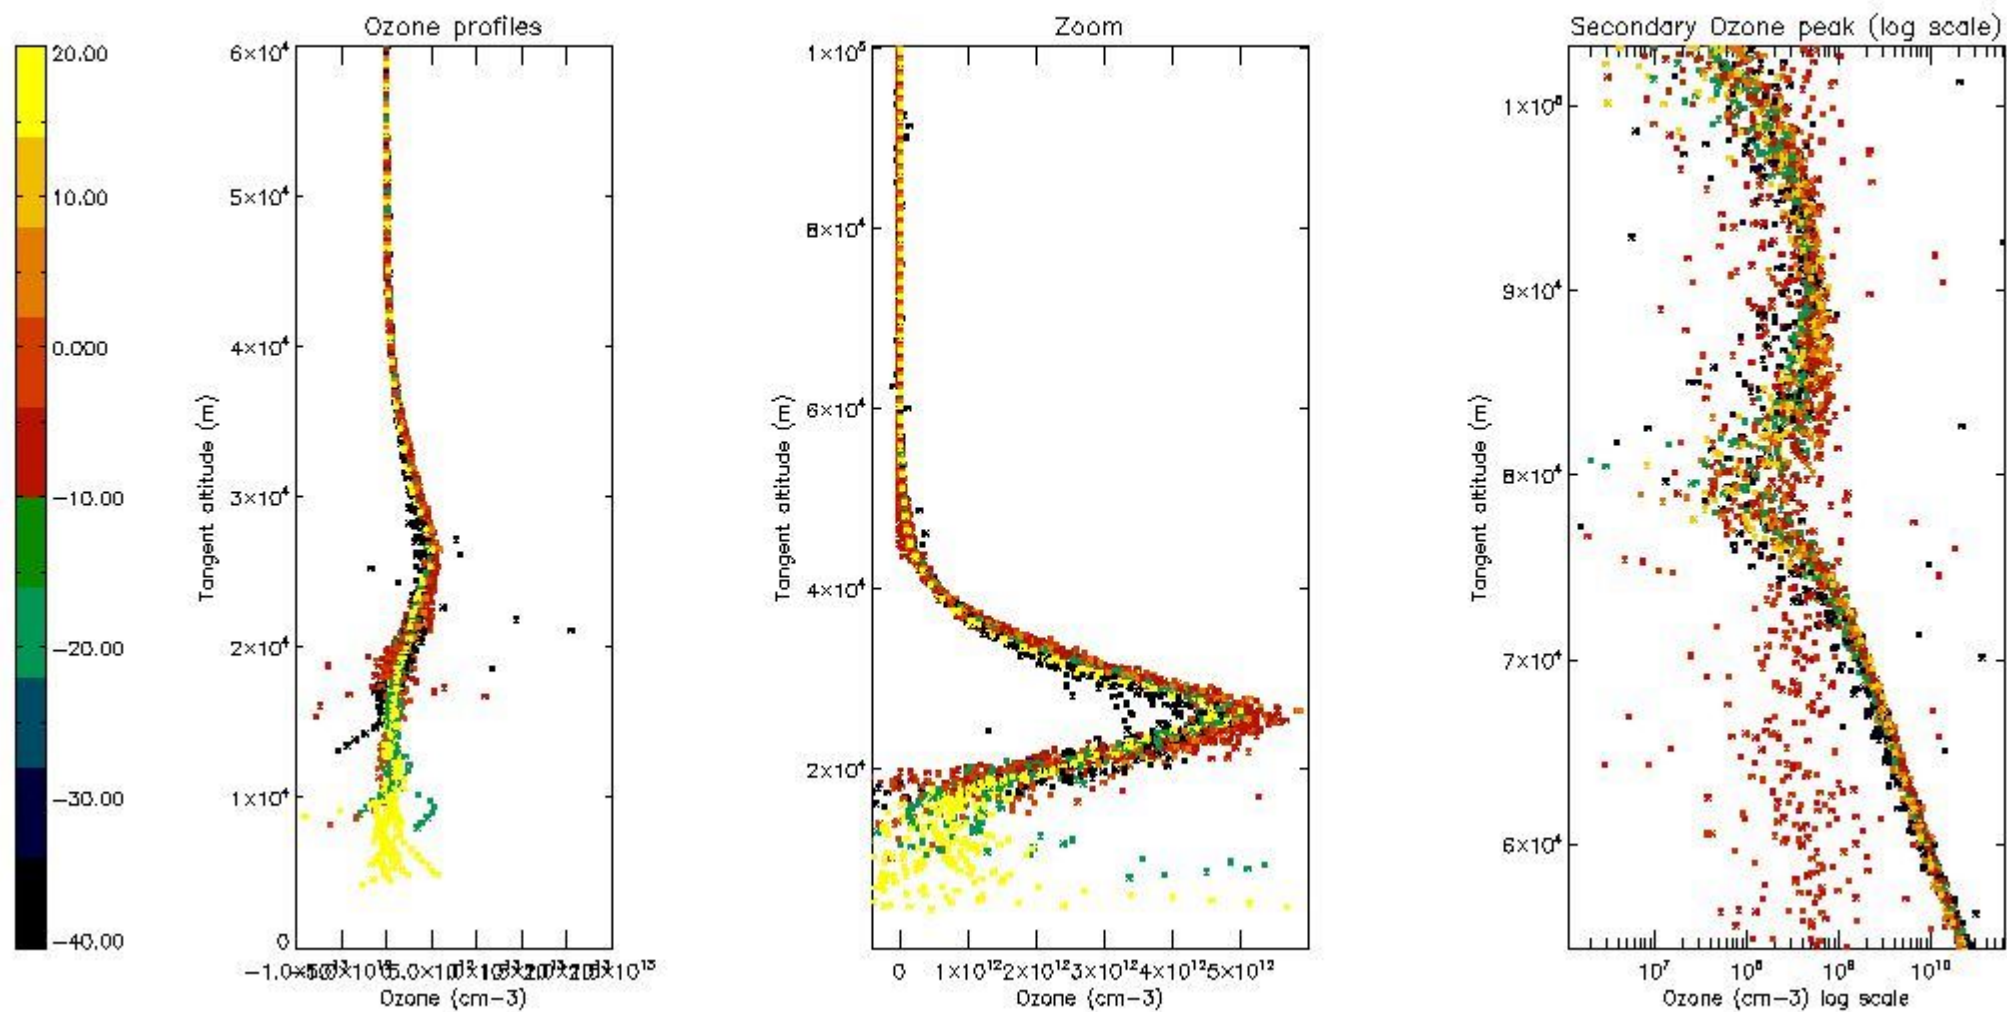 Ozone profiles
Zoom
Secondary Ozone peak (log scale)
20.00
10.00
0.000
−10.00
−20.00
−30.00
−40.00
Tangent altitude (m)
6×10⁴
5×10⁴
4×10⁴
3×10⁴
2×10⁴
1×10⁴
0
Ozone (cm−3)
Tangent altitude (m)
1×10⁵
8×10⁴
6×10⁴
4×10⁴
2×10⁴
0 1×10¹² 2×10¹² 3×10¹² 4×10¹² 5×10¹²
Ozone (cm−3)
Tangent altitude (m)
9×10⁴
8×10⁴
7×10⁴
6×10⁴
10⁷ 10⁹ 10¹⁰
Ozone (cm−3) log scale